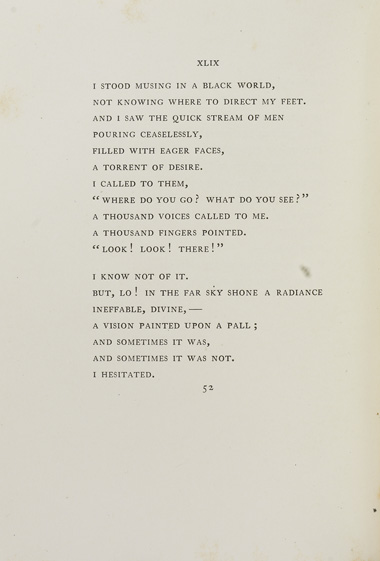 XLIX
I STOOD MUSING IN A BLACK WORLD,
NOT KNOWING WHERE TO DIRECT MY FEET.
AND I SAW THE QUICK STREAM OF MEN
POURING CEASELESSLY,
FILLED WITH EAGER FACES,
A TORRENT OF DESIRE.
I CALLED TO THEM,
“WHERE DO YOU GO? WHAT DO YOU SEE?”
A THOUSAND VOICES CALLED TO ME.
A THOUSAND FINGERS POINTED.
“LOOK! LOOK! THERE!”
I KNOW NOT OF IT.
BUT, LO! IN THE FAR SKY SHONE A RADIANCE
INEFFABLE, DIVINE,—
A VISION PAINTED UPON A PALL;
AND SOMETIMES IT WAS,
AND SOMETIMES IT WAS NOT.
I HESITATED.
52